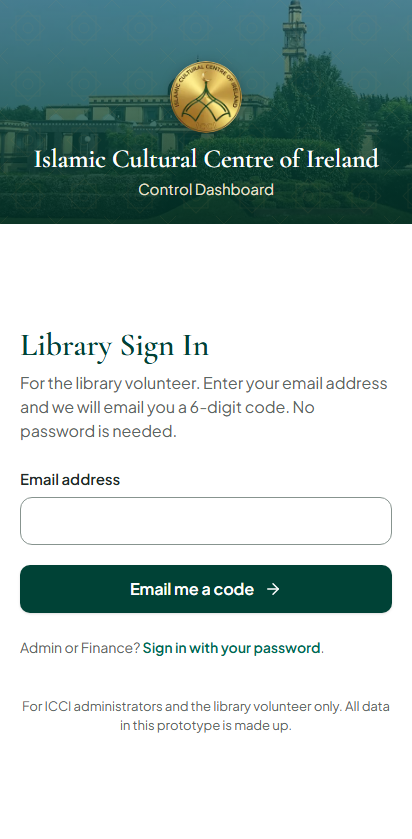 ISLAMIC CULTURAL CENTRE OF IRELAND
Islamic Cultural Centre of Ireland
Control Dashboard
Library Sign In
For the library volunteer. Enter your email address
and we will email you a 6-digit code. No
password is needed.
Email address
Email me a code →
Admin or Finance? Sign in with your password.
For ICCI administrators and the library volunteer only. All data
in this prototype is made up.